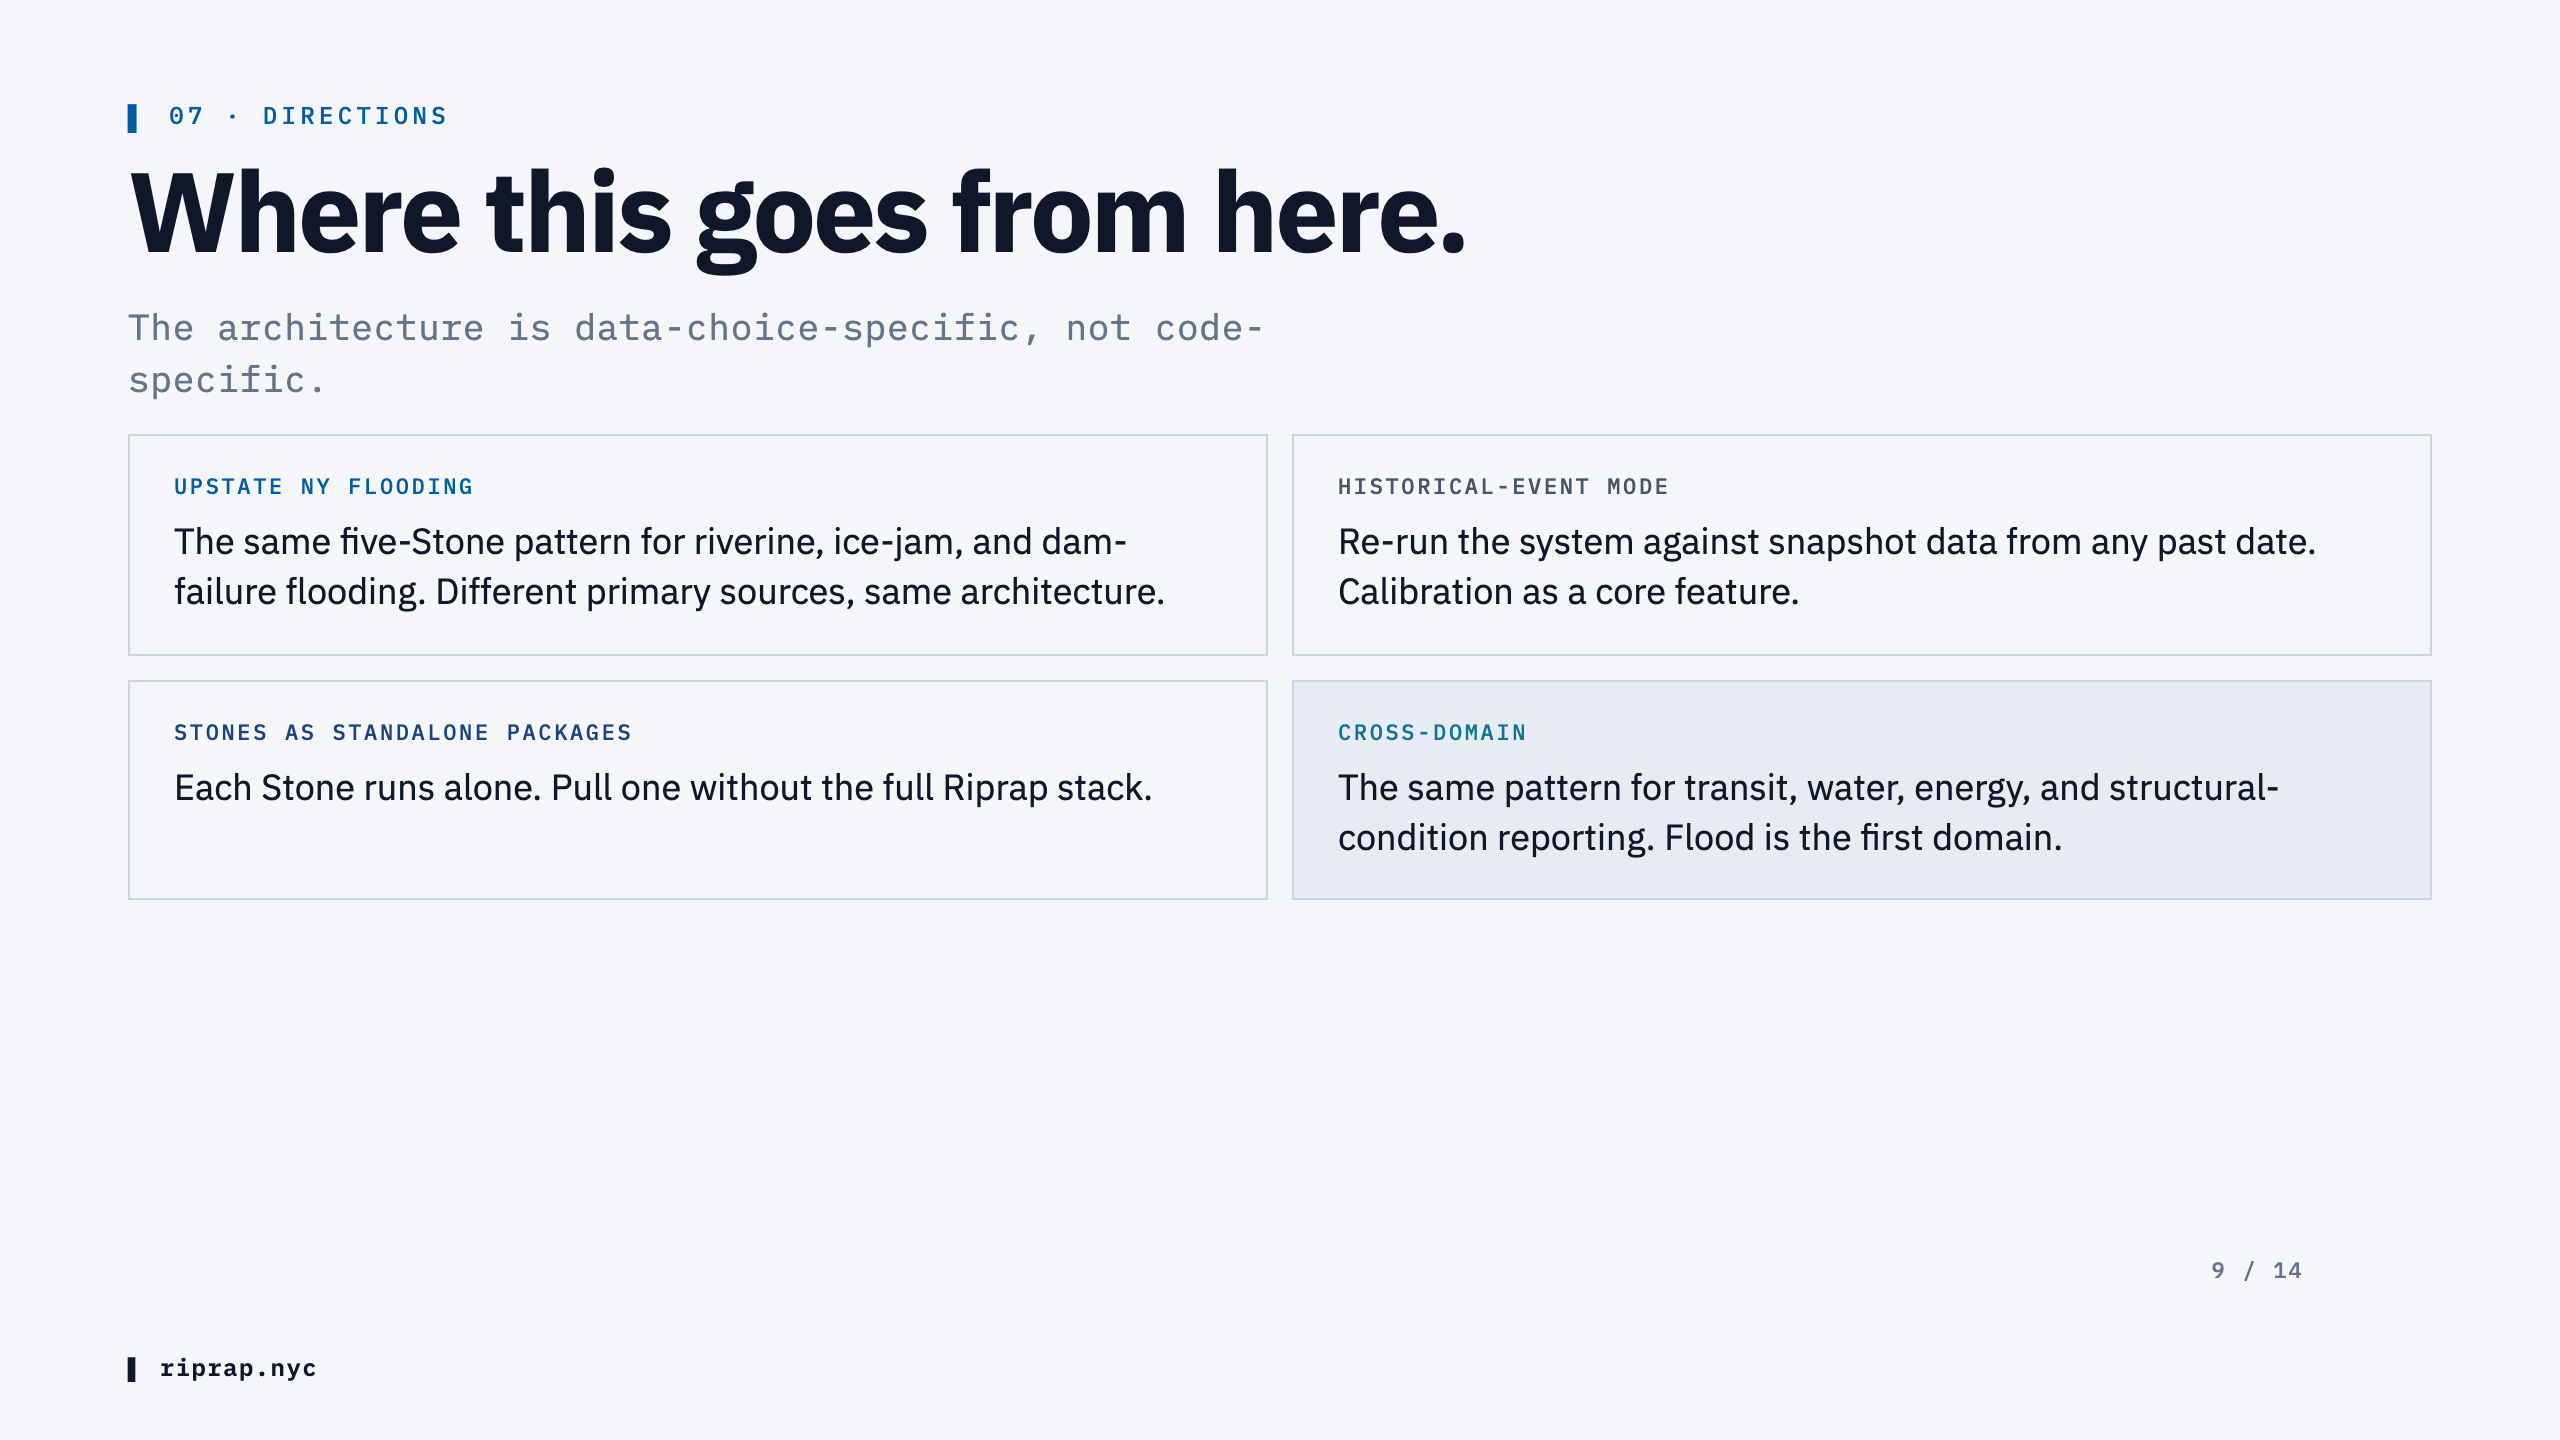 07 · DIRECTIONS
Where this goes from here.
The architecture is data-choice-specific, not code-
specific.
UPSTATE NY FLOODING
The same five-Stone pattern for riverine, ice-jam, and dam-
failure flooding. Different primary sources, same architecture.
HISTORICAL-EVENT MODE
Re-run the system against snapshot data from any past date.
Calibration as a core feature.
STONES AS STANDALONE PACKAGES
Each Stone runs alone. Pull one without the full Riprap stack.
CROSS-DOMAIN
The same pattern for transit, water, energy, and structural-
condition reporting. Flood is the first domain.
9 / 14
riprap.nyc